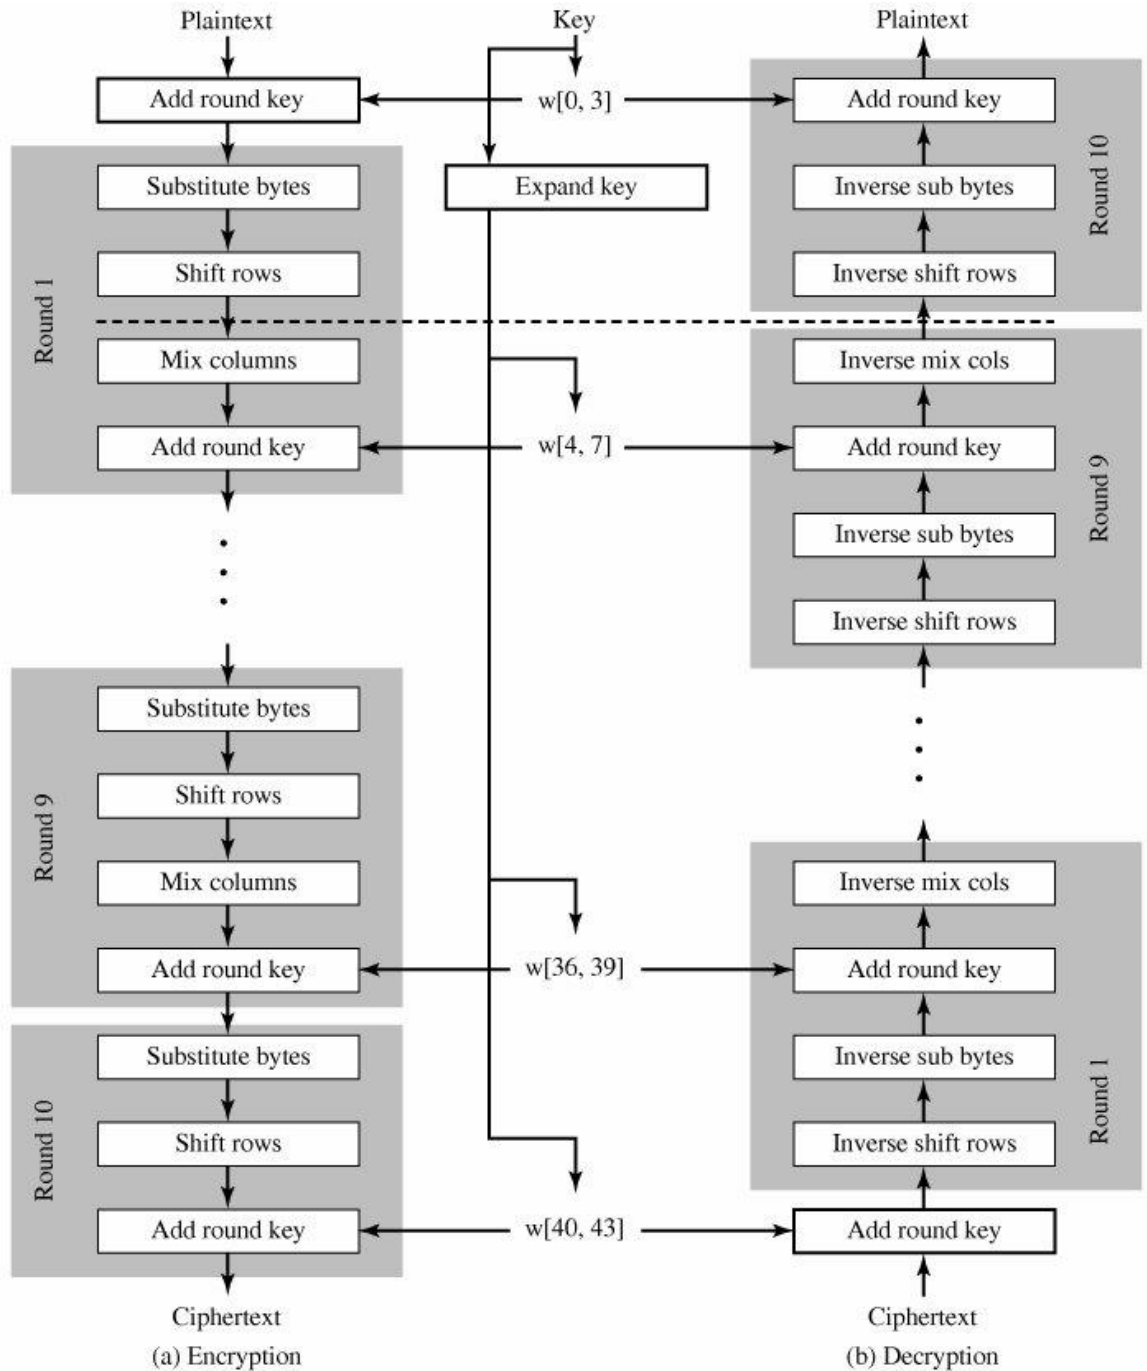 Plaintext
Key
Plaintext
Add round key
w[0, 3]
Add round key
Substitute bytes
Expand key
Inverse sub bytes
Round 10
Shift rows
Inverse shift rows
Round 1
Mix columns
Inverse mix cols
Add round key
w[4, 7]
Add round key
Round 9
Inverse sub bytes
Inverse shift rows
Substitute bytes
Shift rows
Round 9
Mix columns
Inverse mix cols
Add round key
w[36, 39]
Add round key
Substitute bytes
Inverse sub bytes
Round 1
Round 10
Shift rows
Inverse shift rows
Add round key
w[40, 43]
Add round key
Ciphertext
Ciphertext
(a) Encryption
(b) Decryption